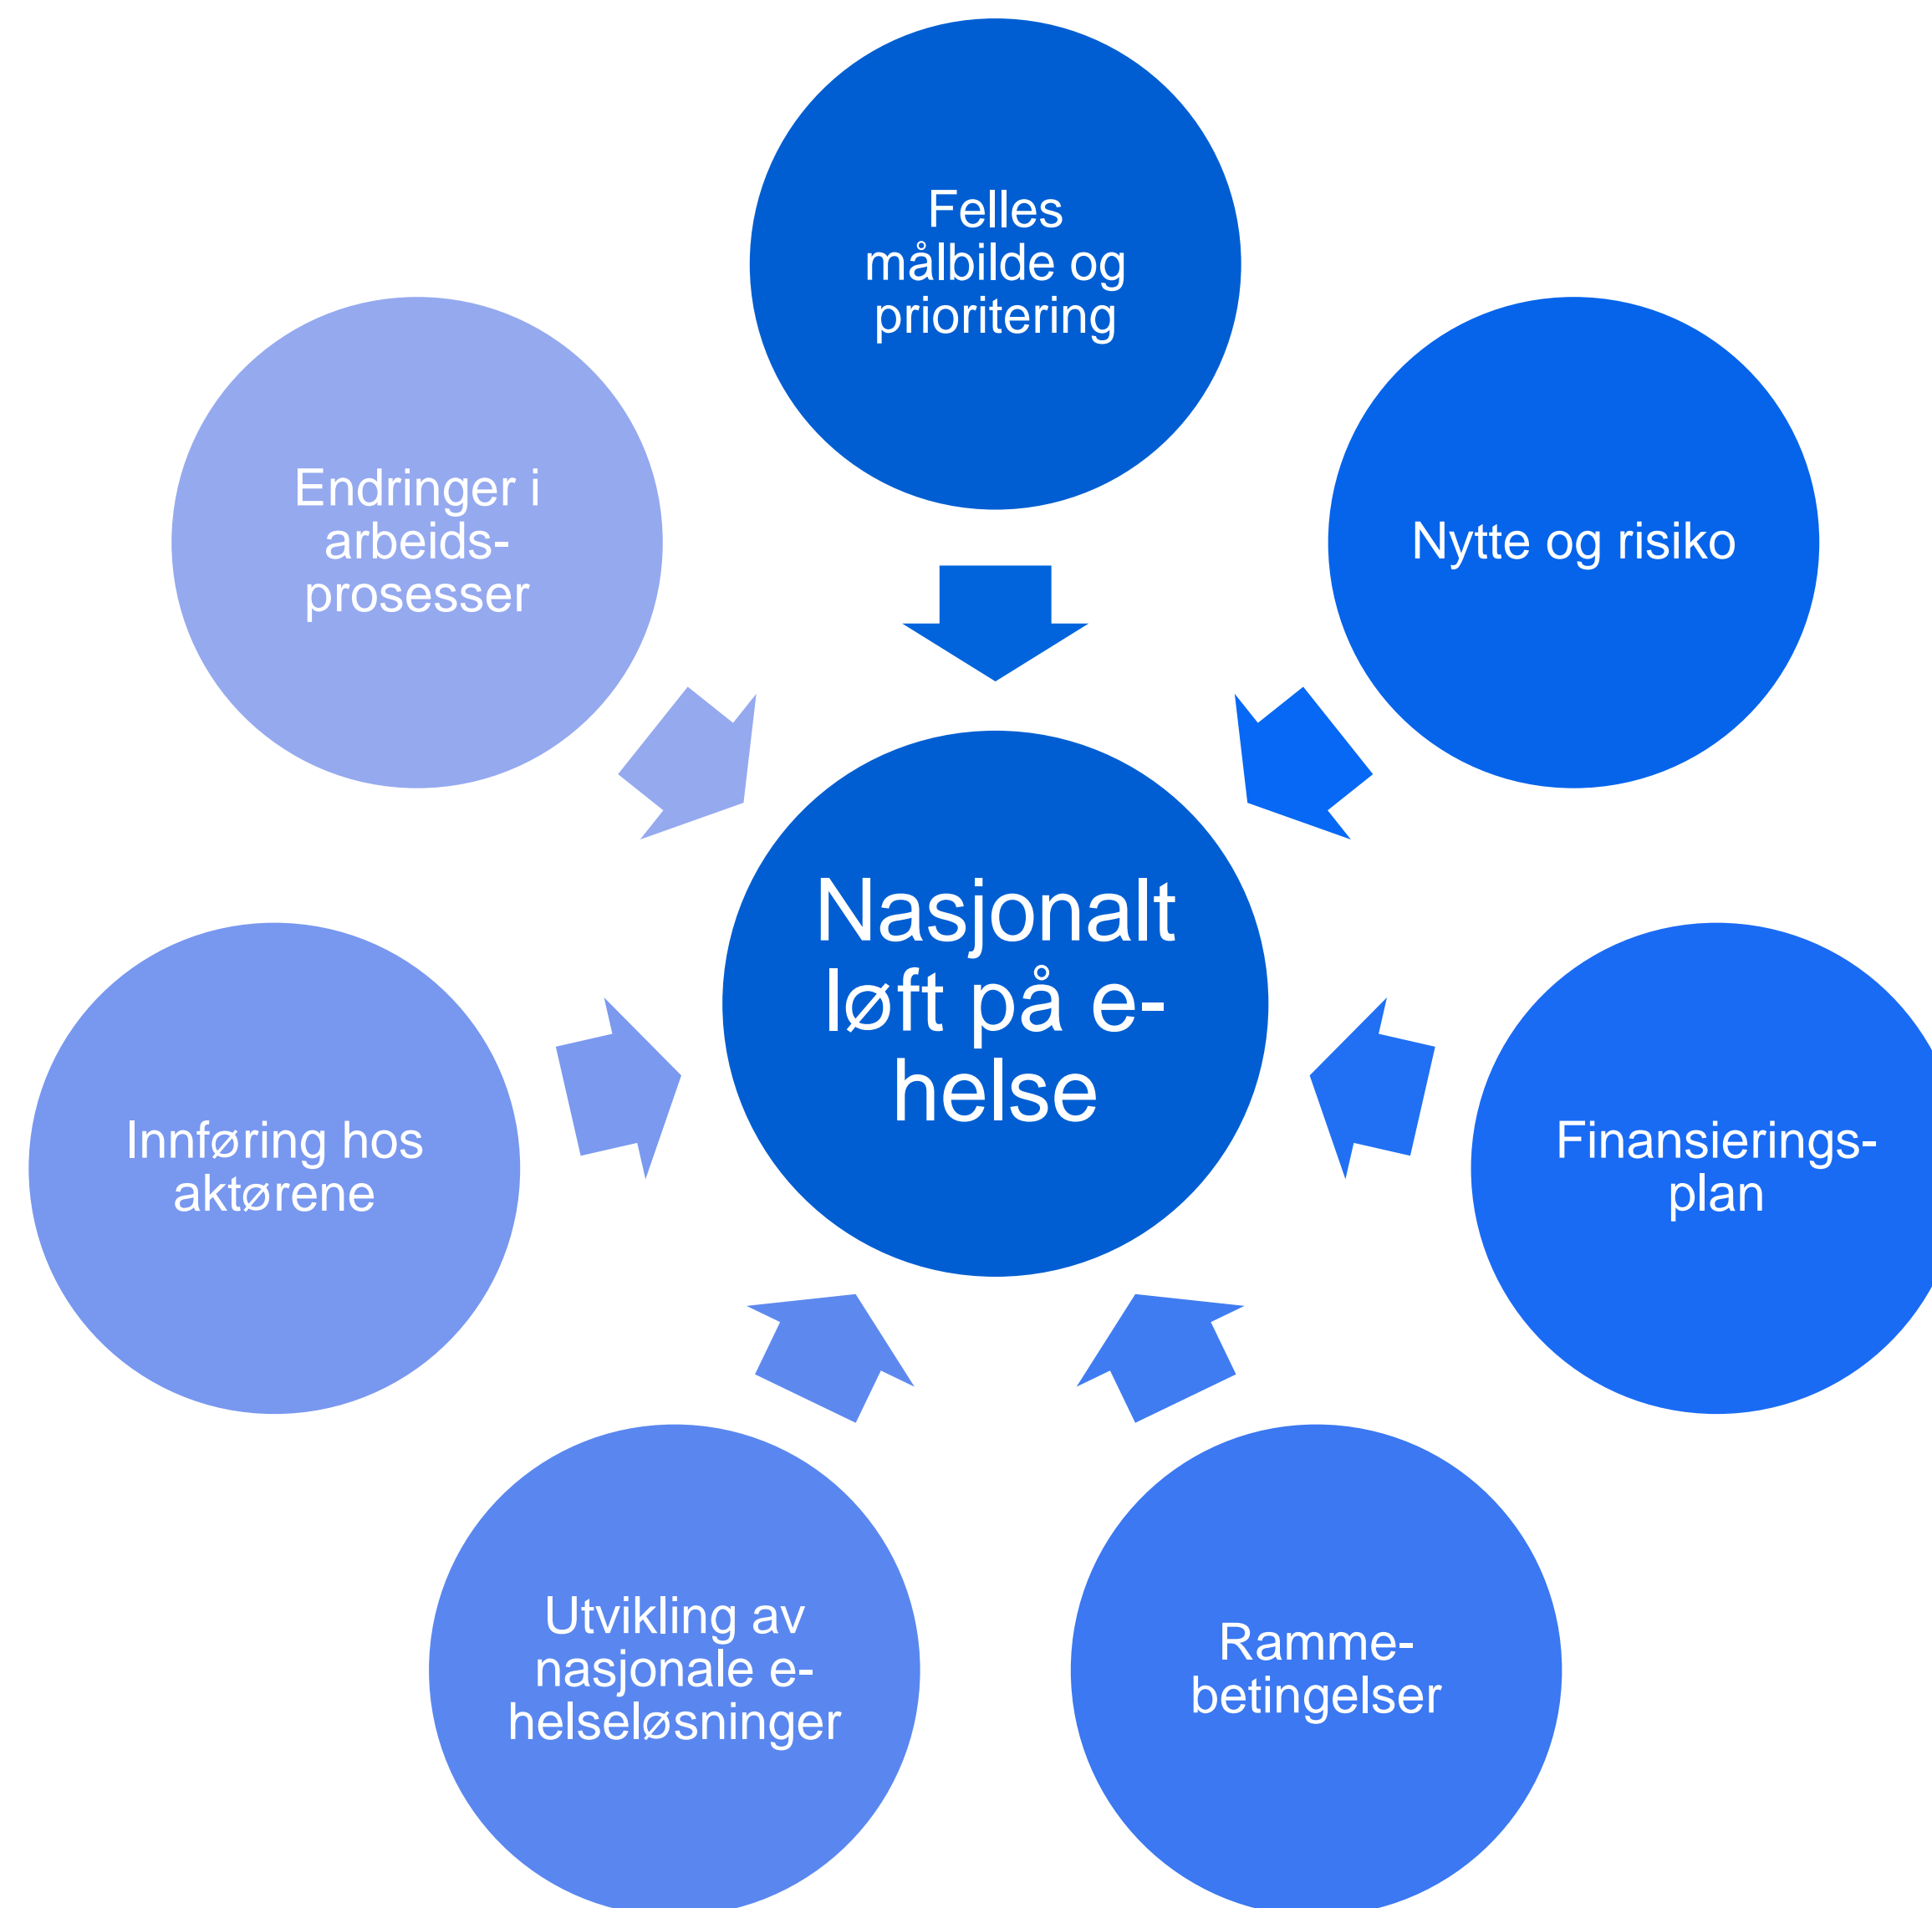 Felles
målbilde og
prioritering
Nytte og risiko
Finansierings-
plan
Ramme-
betingelser
Utvikling av
nasjonale e-
helseløsninger
Innføring hos
aktørene
Endringer i
arbeids-
prosesser
Nasjonalt
løft på e-
helse